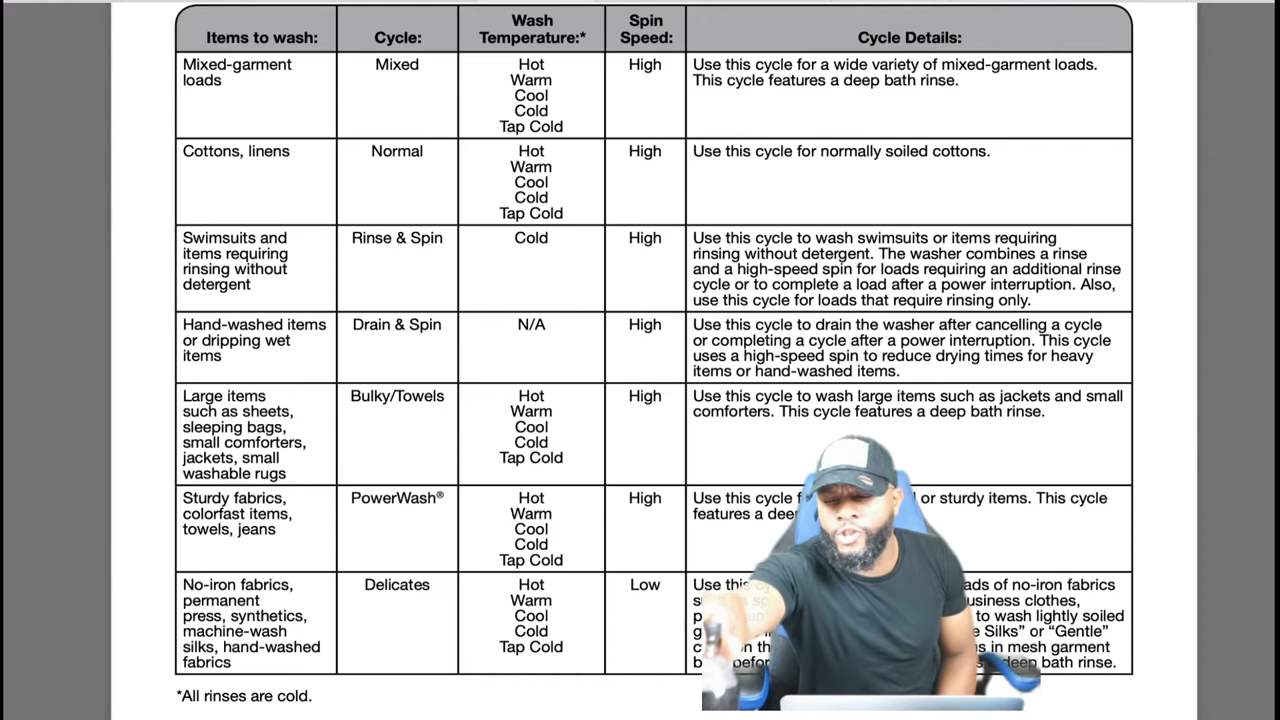 Items to wash:
Cycle:
Wash
Temperature:*
Spin
Speed:
Cycle Details:
Mixed-garment
loads
Mixed
Hot
Warm
Cool
Cold
Tap Cold
High
Use this cycle for a wide variety of mixed-garment loads.
This cycle features a deep bath rinse.
Cottons, linens
Normal
Hot
Warm
Cool
Cold
Tap Cold
High
Use this cycle for normally soiled cottons.
Swimsuits and
items requiring
rinsing without
detergent
Rinse & Spin
Cold
High
Use this cycle to wash swimsuits or items requiring
rinsing without detergent. The washer combines a rinse
and a high-speed spin for loads requiring an additional rinse
cycle or to complete a load after a power interruption. Also,
use this cycle for loads that require rinsing only.
Hand-washed items
or dripping wet
items
Drain & Spin
N/A
High
Use this cycle to drain the washer after cancelling a cycle
or completing a cycle after a power interruption. This cycle
uses a high-speed spin to reduce drying times for heavy
items or hand-washed items.
Large items
such as sheets,
sleeping bags,
small comforters,
jackets, small
washable rugs
Bulky/Towels
Hot
Warm
Cool
Cold
Tap Cold
High
Use this cycle to wash large items such as jackets and small
comforters. This cycle features a deep bath rinse.
Sturdy fabrics,
colorfast items,
towels, jeans
PowerWash®
Hot
Warm
Cool
Cold
Tap Cold
High
Use this cycle or sturdy items. This cycle
features a
No-iron fabrics,
permanent
press, synthetics,
machine-wash
silks, hand-washed
fabrics
Delicates
Hot
Warm
Cool
Cold
Tap Cold
Low
Use of no-iron fabrics
clothes,
to wash lightly soiled
Silks” or “Gentle”
in mesh garment
deep bath rinse.
*All rinses are cold.